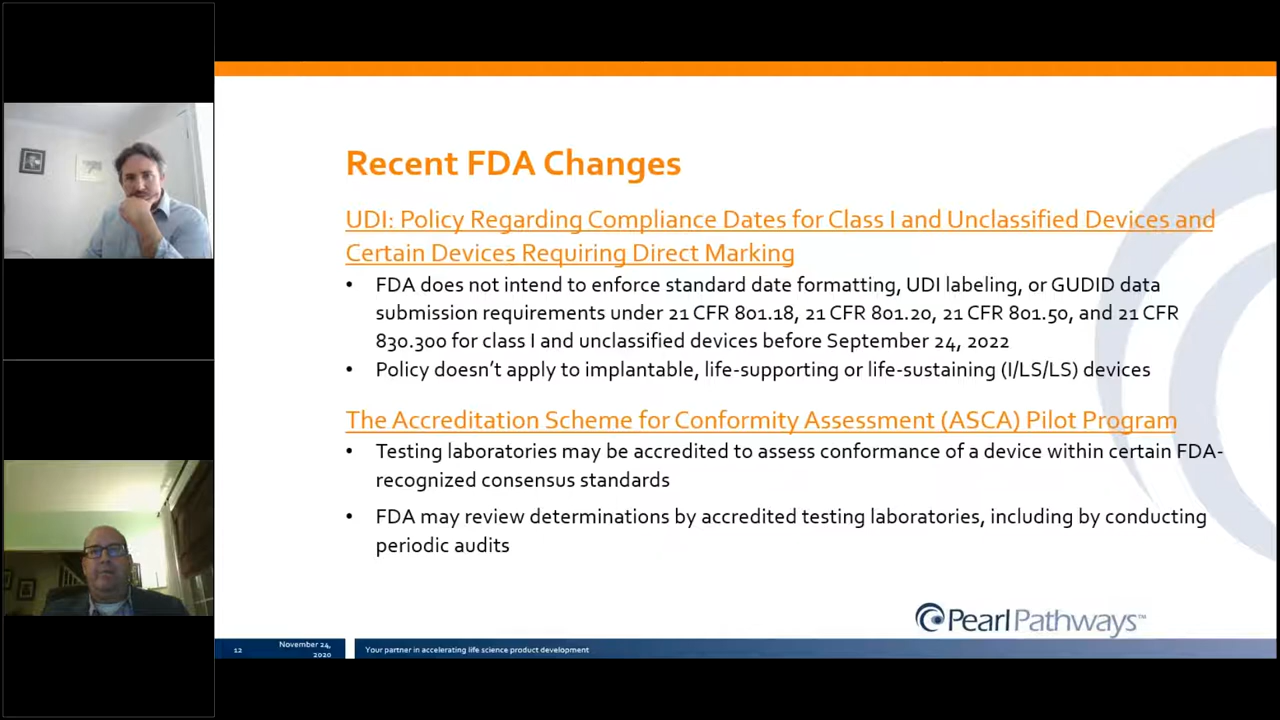 Recent FDA Changes
UDI: Policy Regarding Compliance Dates for Class I and Unclassified Devices and
Certain Devices Requiring Direct Marking
• FDA does not intend to enforce standard date formatting, UDI labeling, or GUDID data
submission requirements under 21 CFR 801.18, 21 CFR 801.20, 21 CFR 801.50, and 21 CFR
830.300 for class I and unclassified devices before September 24, 2022
• Policy doesn't apply to implantable, life-supporting or life-sustaining (I/LS/LS) devices
The Accreditation Scheme for Conformity Assessment (ASCA) Pilot Program
• Testing laboratories may be accredited to assess conformance of a device within certain FDA-
recognized consensus standards
• FDA may review determinations by accredited testing laboratories, including by conducting
periodic audits
PearlPathways™
12
November 24,
2020
Your partner in accelerating life science product development